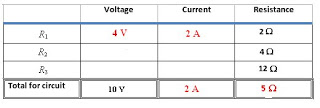 Voltage Current Resistance
R1 4 V 2 A 2 Ω
R2 4 Ω
R3 12 Ω
Total for circuit 10 V 2 A 5 Ω